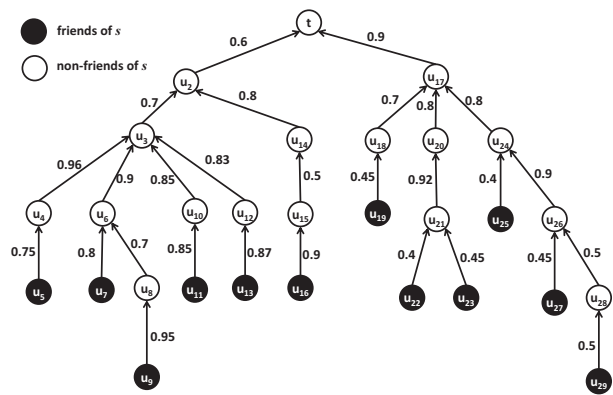 friends of s
non-friends of s
t
0.6
0.9
u2
u17
0.7
0.8
0.7
0.8
0.8
u3
u14
u18
u20
u24
0.96
0.9
0.85
0.83
0.5
0.45
0.92
0.4
0.9
u4
u6
u10
u12
u15
u19
u21
u25
u26
0.75
0.8
0.7
0.85
0.87
0.9
0.4
0.45
0.45
0.5
u5
u7
u8
u11
u13
u16
u22
u23
u27
u28
0.95
0.5
u9
u29